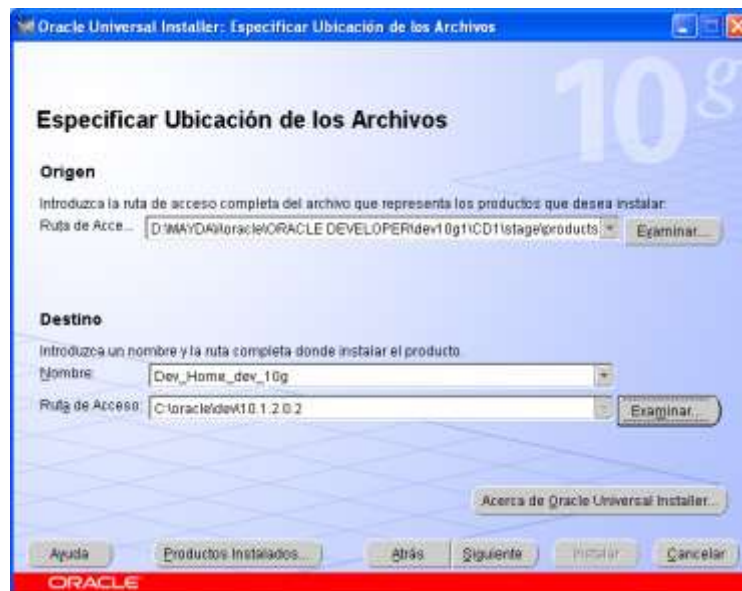 Oracle Universal Installer: Especificar Ubicación de los Archivos
10g
Especificar Ubicación de los Archivos
Origen
Introduzca la ruta de acceso completa del archivo que representa los productos que desea instalar:
Ruta de Acce... D:\MAYDA\loracle\ORACLE DEVELOPER\dev10g1\CD1\stage\products Examinar...
Destino
Introduzca un nombre y la ruta completa donde instalar el producto.
Nombre: Dev_Home_dev_10g
Ruta de Acceso: C:\oracle\dev\10.1.2.0.2 Examinar...
Acerca de Oracle Universal Installer...
Ayuda Productos Instalados... Atrás Siguiente Instalar Cancelar
ORACLE